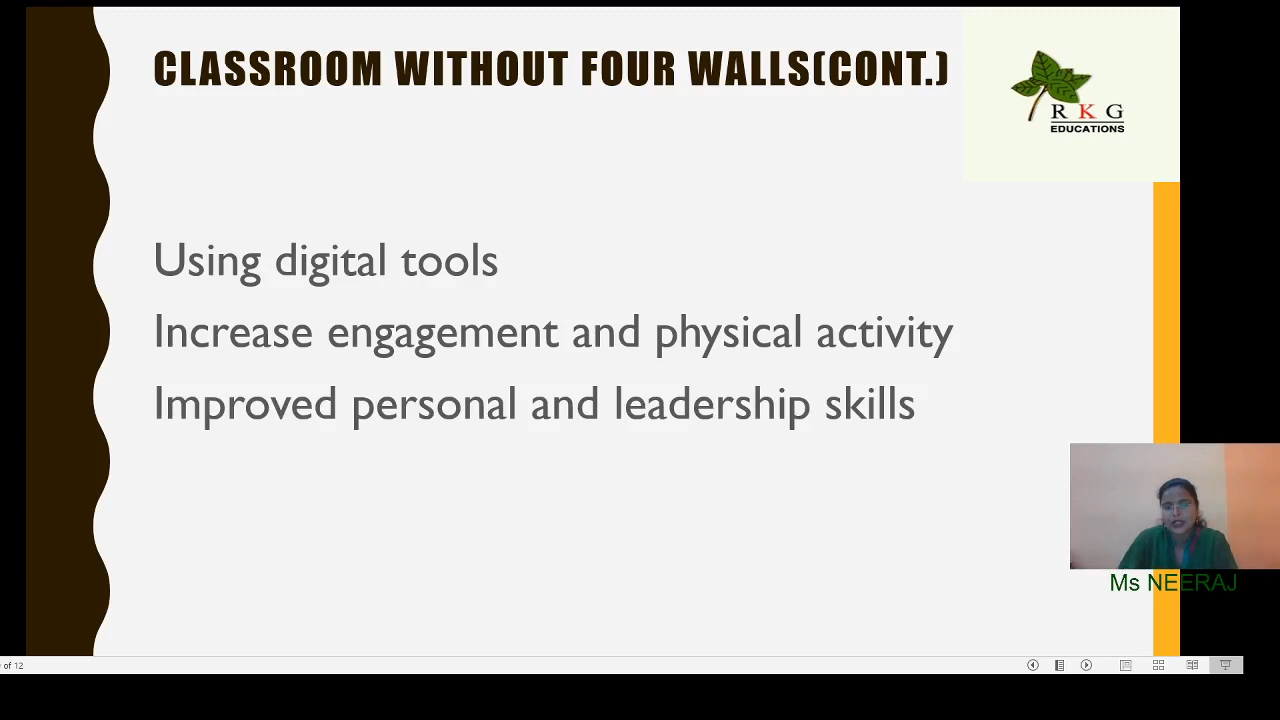 CLASSROOM WITHOUT FOUR WALLS(CONT.)
R K G
EDUCATIONS
Using digital tools
Increase engagement and physical activity
Improved personal and leadership skills
Ms NEERAJ
of 12